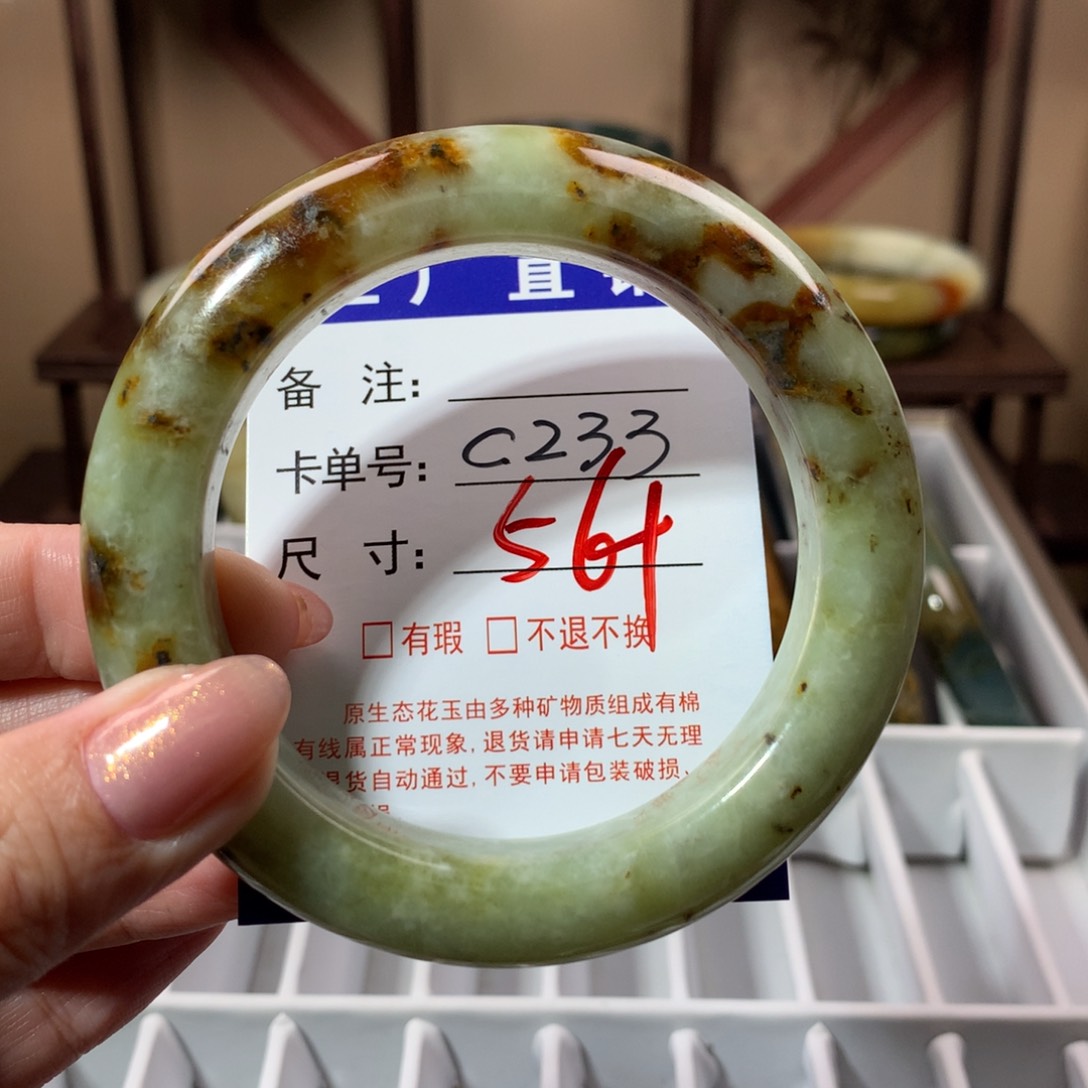 厂直销
备 注:
卡单号: C233
尺 寸: 564
□有瑕 □不退不换
原生态花玉由多种矿物质组成有棉
有线属正常现象, 退货请申请七天无理
退货自动通过, 不要申请包装破损、